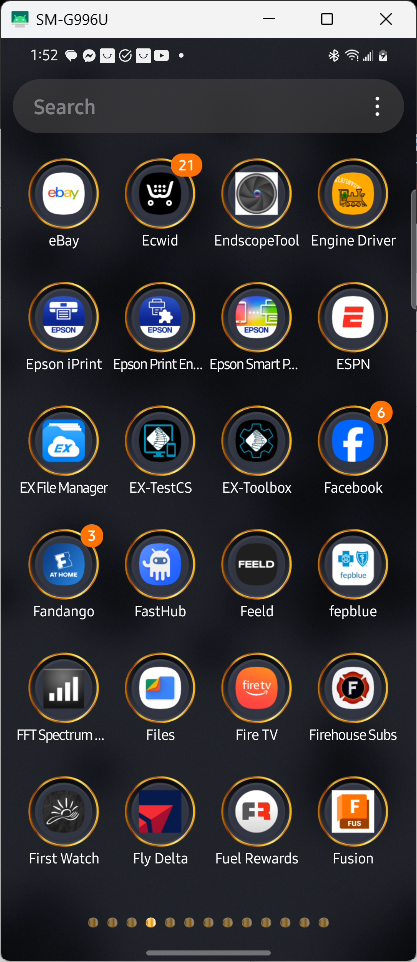 SM-G996U
1:52
Search
21
ebay
eBay Ecwid EndscopeTool Engine Driver
EPSON EPSON EPSON
Epson iPrint Epson Print En... Epson Smart P... ESPN
6
EX
EX File Manager EX-TestCS EX-Toolbox Facebook
3
AT HOME FEELD fepblue
Fandango FastHub Feeld fepblue
fire tv F
FFT Spectrum ... Files Fire TV Firehouse Subs
FR F
FUS
First Watch Fly Delta Fuel Rewards Fusion